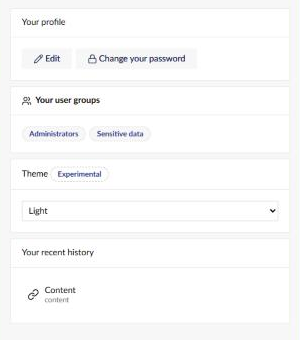 Your profile
Edit Change your password
Your user groups
Administrators Sensitive data
Theme Experimental
Light
Your recent history
Content
content